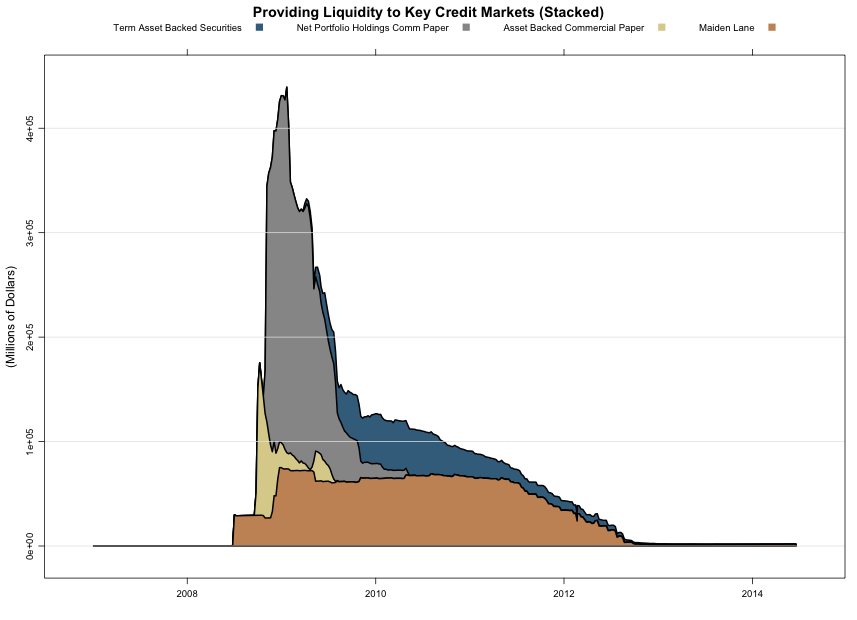 Providing Liquidity to Key Credit Markets (Stacked)
Term Asset Backed Securities Net Portfolio Holdings Comm Paper Asset Backed Commercial Paper Maiden Lane
4e+05
3e+05
2e+05
1e+05
0e+00
(Millions of Dollars)
2008 2010 2012 2014